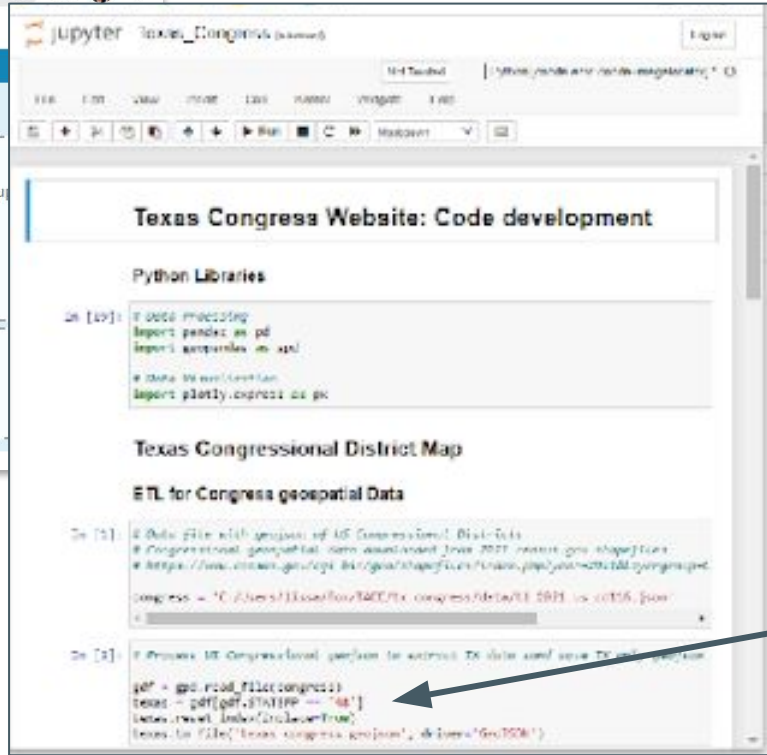 jupyter Texas_Congress
Logout
Not Trusted
File Edit View Insert Cell Kernel Widgets Help
Run Markdown
Texas Congress Website: Code development
Python Libraries
In [19]: # Data Processing
import pandas as pd
import geopandas as gpd
# Data Visualization
import plotly.express as px
Texas Congressional District Map
ETL for Congress geospatial Data
In [1]: # Data file with geojson of US Congressional Districts
# Congressional geospatial data downloaded from 2021 census.gov shapefiles
congress =
# Process US Congressional geojson to extract TX data and save TX only geojson
gdf = gpd.read_file(congress)
texas = gdf[gdf.STATEFP == '48']
texas.reset_index(inplace=True)
texas.to_file('texas congress geojson', driver='GeoJSON')